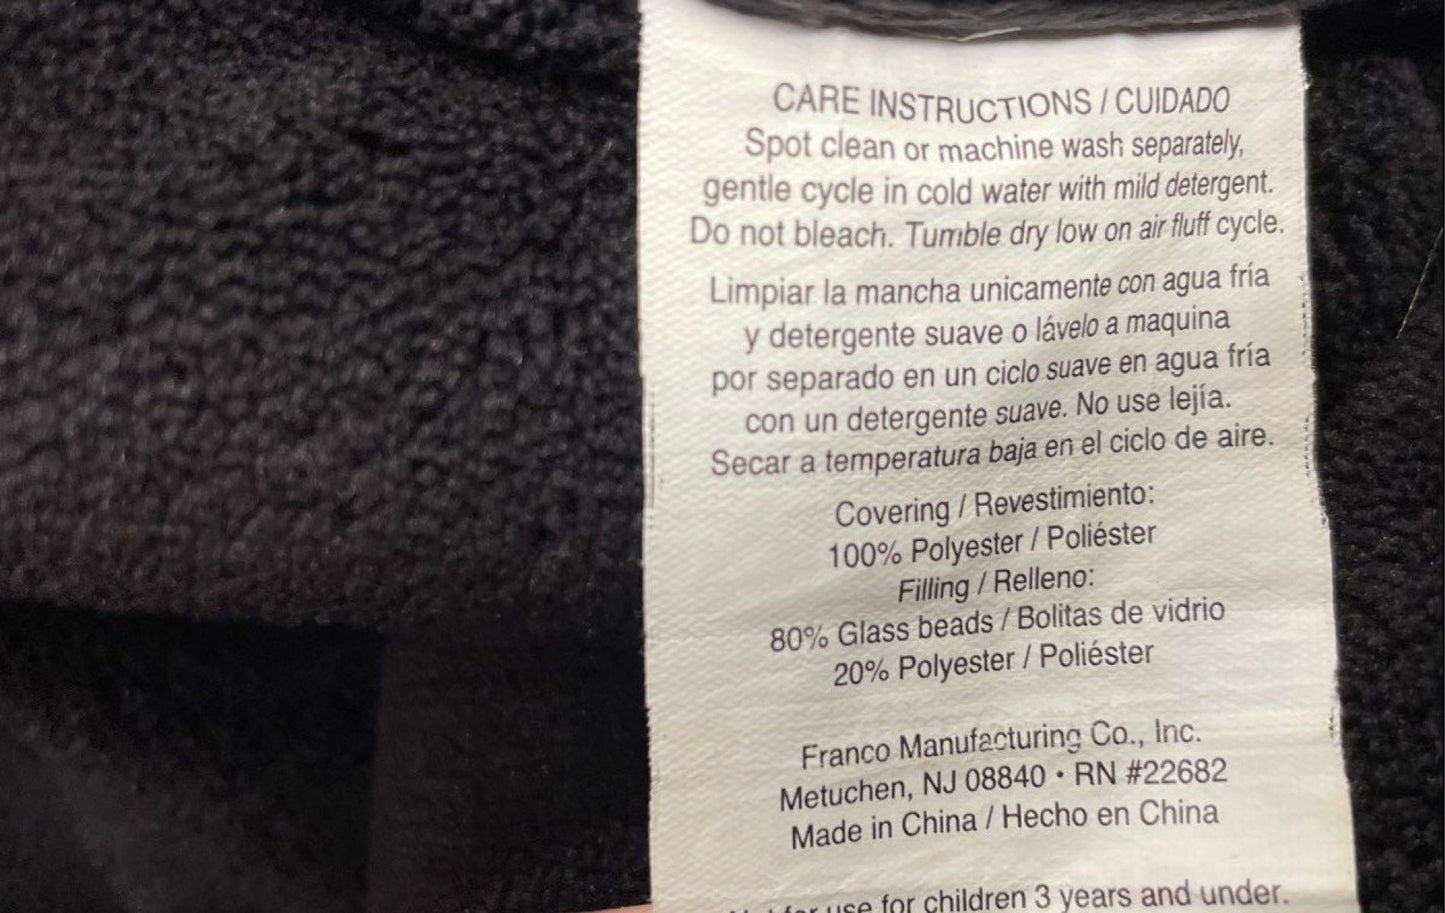 CARE INSTRUCTIONS / CUIDADO
Spot clean or machine wash separately,
gentle cycle in cold water with mild detergent.
Do not bleach. Tumble dry low on air fluff cycle.
Limpiar la mancha unicamente con agua fría
y detergente suave o lávelo a maquina
por separado en un ciclo suave en agua fría
con un detergente suave. No use lejía.
Secar a temperatura baja en el ciclo de aire.
Covering / Revestimiento:
100% Polyester / Poliéster
Filling / Relleno:
80% Glass beads / Bolitas de vidrio
20% Polyester / Poliéster
Franco Manufacturing Co., Inc.
Metuchen, NJ 08840 • RN #22682
Made in China / Hecho en China
for use for children 3 years and under.